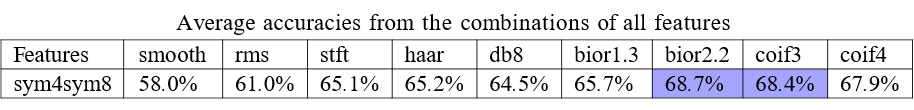 Average accuracies from the combinations of all features
Features smooth rms stft haar db8 bior1.3 bior2.2 coif3 coif4
sym4sym8 58.0% 61.0% 65.1% 65.2% 64.5% 65.7% 68.7% 68.4% 67.9%